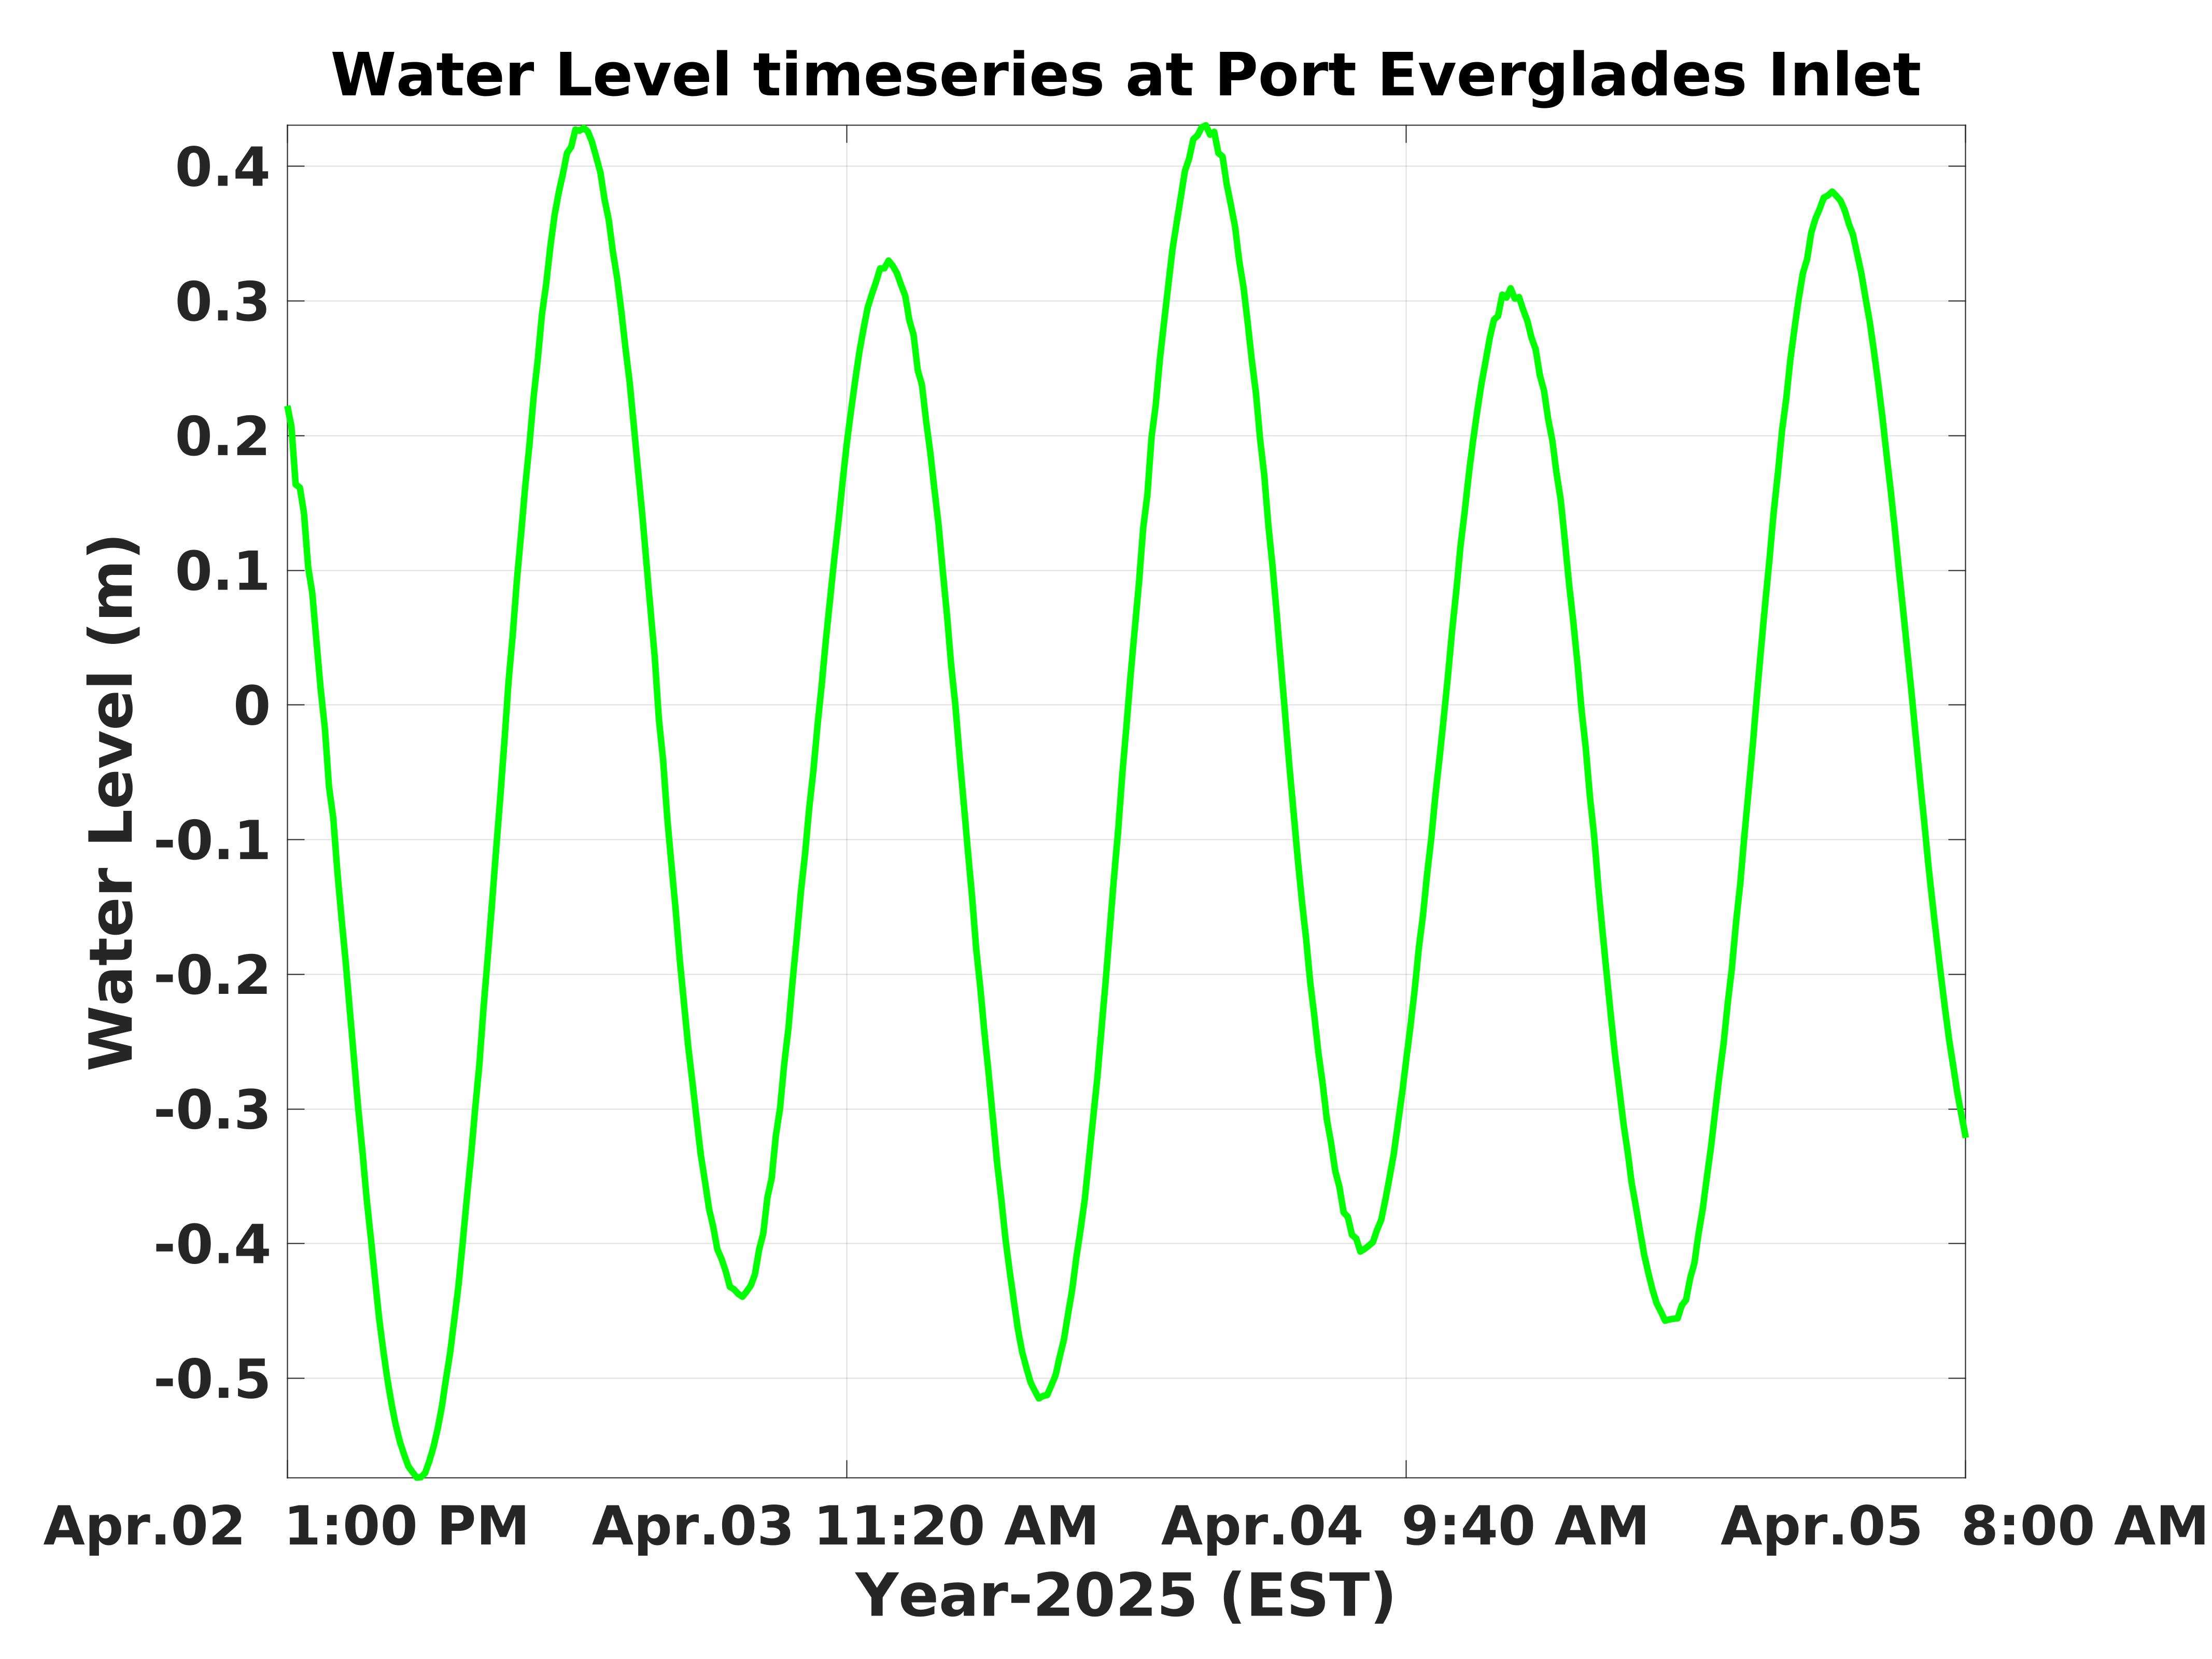 Water Level timeseries at Port Everglades Inlet
0.4
0.3
0.2
0.1
0
-0.1
-0.2
-0.3
-0.4
-0.5
Water Level (m)
Apr.02 1:00 PM Apr.03 11:20 AM Apr.04 9:40 AM Apr.05 8:00 AM
Year-2025 (EST)